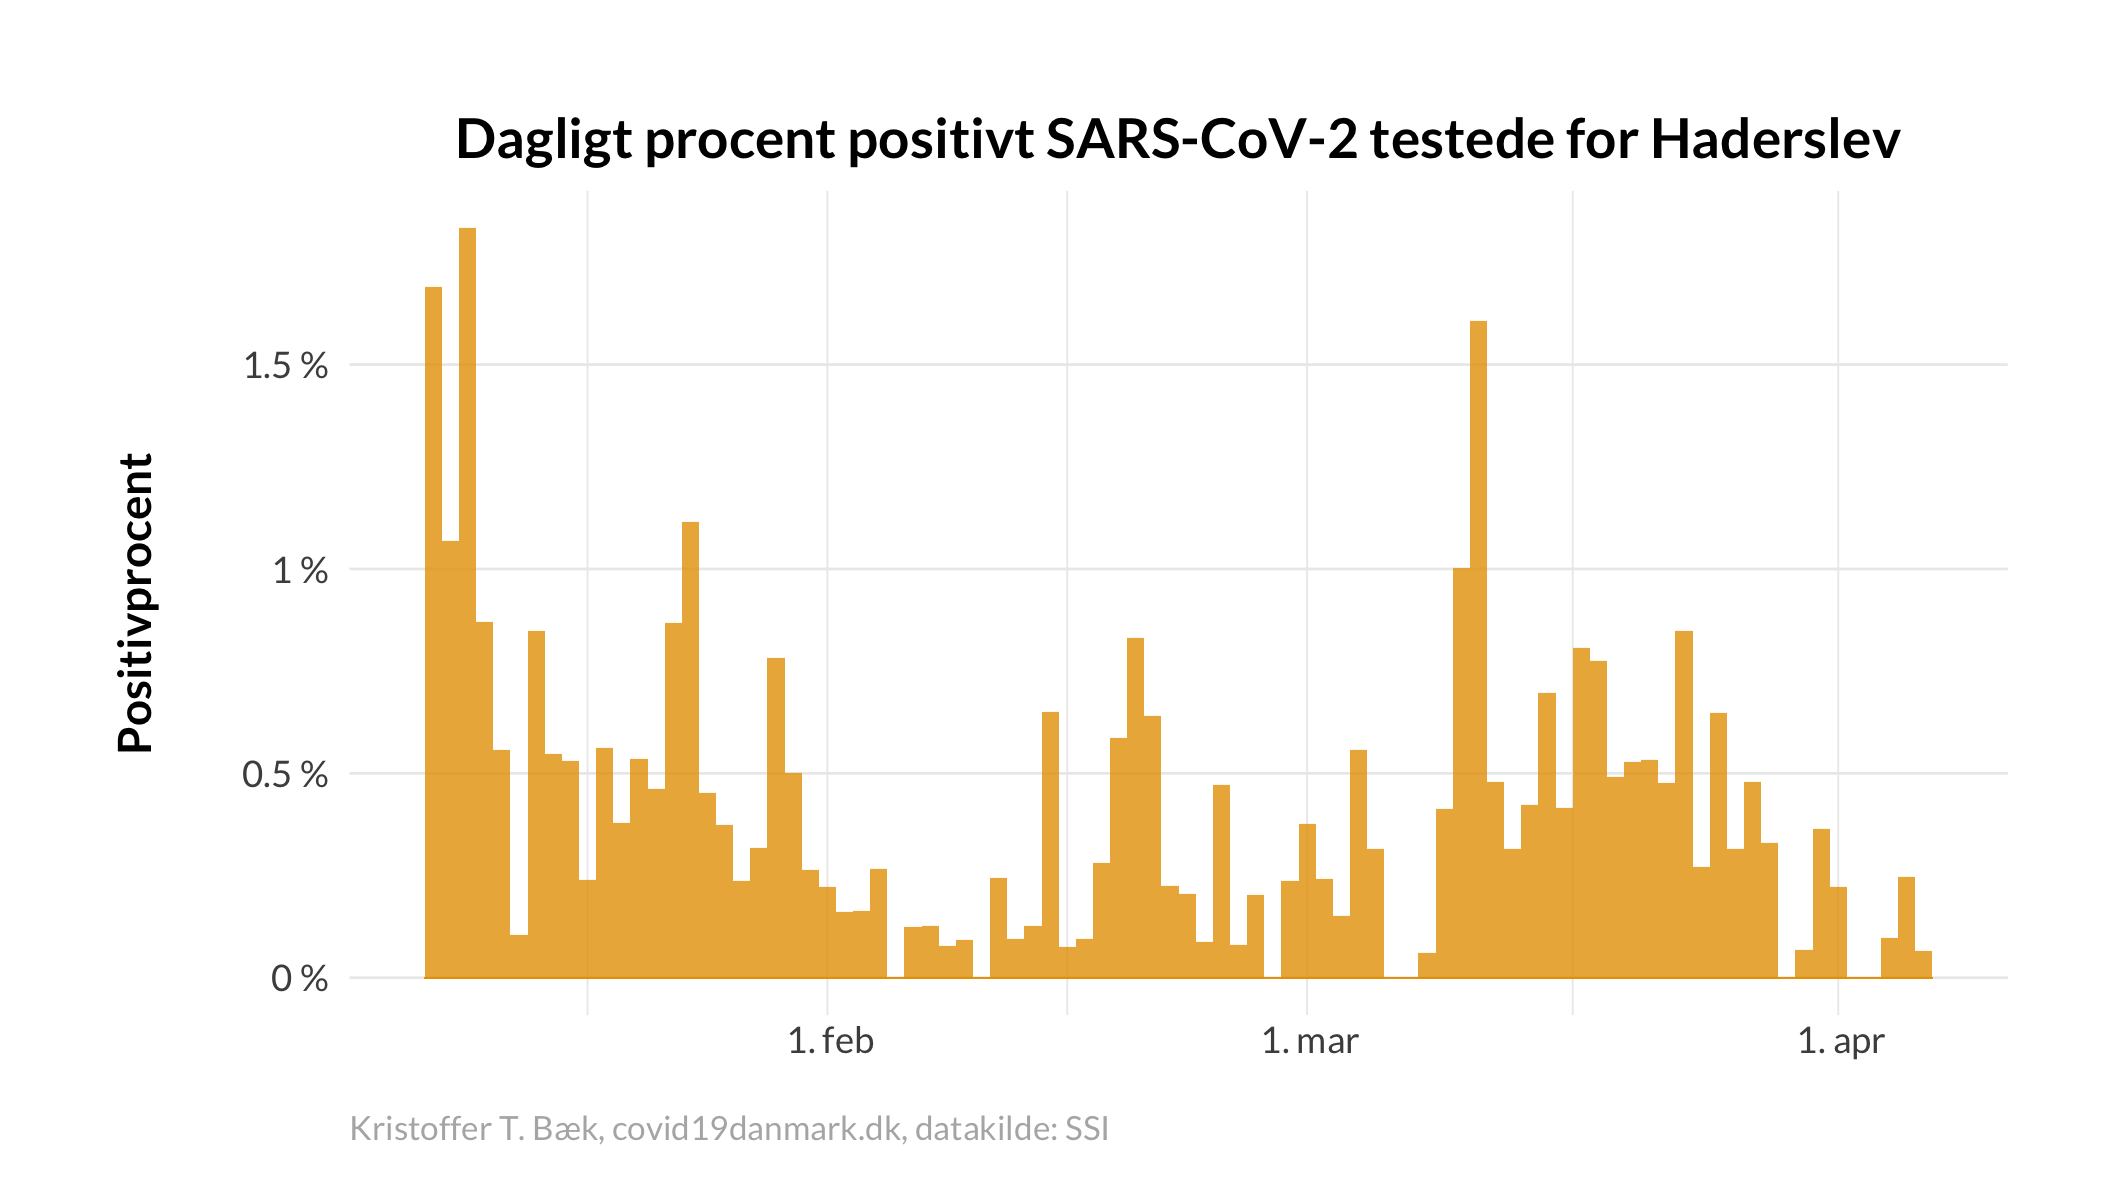 Dagligt procent positivt SARS-CoV-2 testede for Haderslev
Positivprocent
1.5 %
1 %
0.5 %
0 %
1. feb
1. mar
1. apr
Kristoffer T. Bæk, covid19danmark.dk, datakilde: SSI